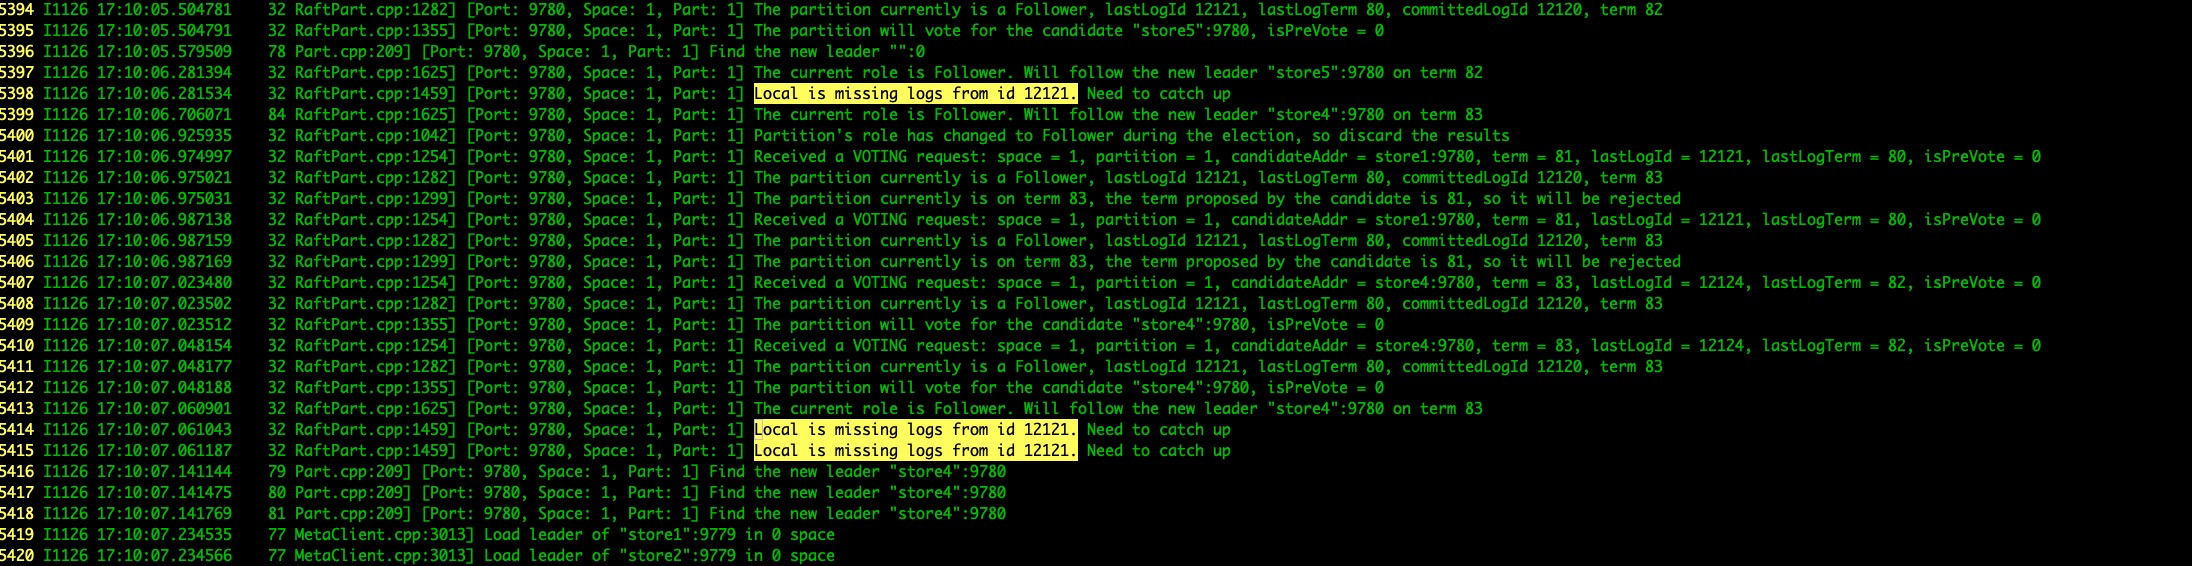 5394 I1126 17:10:05.504781    32 RaftPart.cpp:1282] [Port: 9780, Space: 1, Part: 1] The partition currently is a Follower, lastLogId 12121, lastLogTerm 80, committedLogId 12120, term 82
5395 I1126 17:10:05.504791    32 RaftPart.cpp:1355] [Port: 9780, Space: 1, Part: 1] The partition will vote for the candidate "store5":9780, isPreVote = 0
5396 I1126 17:10:05.579509    78 Part.cpp:209] [Port: 9780, Space: 1, Part: 1] Find the new leader "":0
5397 I1126 17:10:06.281394    32 RaftPart.cpp:1625] [Port: 9780, Space: 1, Part: 1] The current role is Follower. Will follow the new leader "store5":9780 on term 82
5398 I1126 17:10:06.281534    32 RaftPart.cpp:1459] [Port: 9780, Space: 1, Part: 1] Local is missing logs from id 12121. Need to catch up
5399 I1126 17:10:06.706071    84 RaftPart.cpp:1625] [Port: 9780, Space: 1, Part: 1] The current role is Follower. Will follow the new leader "store4":9780 on term 83
5400 I1126 17:10:06.925935    32 RaftPart.cpp:1042] [Port: 9780, Space: 1, Part: 1] Partition's role has changed to Follower during the election, so discard the results
5401 I1126 17:10:06.974997    32 RaftPart.cpp:1254] [Port: 9780, Space: 1, Part: 1] Received a VOTING request: space = 1, partition = 1, candidateAddr = store1:9780, term = 81, lastLogId = 12121, lastLogTerm = 80, isPreVote = 0
5402 I1126 17:10:06.975021    32 RaftPart.cpp:1282] [Port: 9780, Space: 1, Part: 1] The partition currently is a Follower, lastLogId 12121, lastLogTerm 80, committedLogId 12120, term 83
5403 I1126 17:10:06.975031    32 RaftPart.cpp:1299] [Port: 9780, Space: 1, Part: 1] The partition currently is on term 83, the term proposed by the candidate is 81, so it will be rejected
5404 I1126 17:10:06.987138    32 RaftPart.cpp:1254] [Port: 9780, Space: 1, Part: 1] Received a VOTING request: space = 1, partition = 1, candidateAddr = store1:9780, term = 81, lastLogId = 12121, lastLogTerm = 80, isPreVote = 0
5405 I1126 17:10:06.987159    32 RaftPart.cpp:1282] [Port: 9780, Space: 1, Part: 1] The partition currently is a Follower, lastLogId 12121, lastLogTerm 80, committedLogId 12120, term 83
5406 I1126 17:10:06.987169    32 RaftPart.cpp:1299] [Port: 9780, Space: 1, Part: 1] The partition currently is on term 83, the term proposed by the candidate is 81, so it will be rejected
5407 I1126 17:10:07.023480    32 RaftPart.cpp:1254] [Port: 9780, Space: 1, Part: 1] Received a VOTING request: space = 1, partition = 1, candidateAddr = store4:9780, term = 83, lastLogId = 12124, lastLogTerm = 82, isPreVote = 0
5408 I1126 17:10:07.023502    32 RaftPart.cpp:1282] [Port: 9780, Space: 1, Part: 1] The partition currently is a Follower, lastLogId 12121, lastLogTerm 80, committedLogId 12120, term 83
5409 I1126 17:10:07.023512    32 RaftPart.cpp:1355] [Port: 9780, Space: 1, Part: 1] The partition will vote for the candidate "store4":9780, isPreVote = 0
5410 I1126 17:10:07.048154    32 RaftPart.cpp:1254] [Port: 9780, Space: 1, Part: 1] Received a VOTING request: space = 1, partition = 1, candidateAddr = store4:9780, term = 83, lastLogId = 12124, lastLogTerm = 82, isPreVote = 0
5411 I1126 17:10:07.048177    32 RaftPart.cpp:1282] [Port: 9780, Space: 1, Part: 1] The partition currently is a Follower, lastLogId 12121, lastLogTerm 80, committedLogId 12120, term 83
5412 I1126 17:10:07.048188    32 RaftPart.cpp:1355] [Port: 9780, Space: 1, Part: 1] The partition will vote for the candidate "store4":9780, isPreVote = 0
5413 I1126 17:10:07.060901    32 RaftPart.cpp:1625] [Port: 9780, Space: 1, Part: 1] The current role is Follower. Will follow the new leader "store4":9780 on term 83
5414 I1126 17:10:07.061043    32 RaftPart.cpp:1459] [Port: 9780, Space: 1, Part: 1] Local is missing logs from id 12121. Need to catch up
5415 I1126 17:10:07.061187    32 RaftPart.cpp:1459] [Port: 9780, Space: 1, Part: 1] Local is missing logs from id 12121. Need to catch up
5416 I1126 17:10:07.141144    79 Part.cpp:209] [Port: 9780, Space: 1, Part: 1] Find the new leader "store4":9780
5417 I1126 17:10:07.141475    80 Part.cpp:209] [Port: 9780, Space: 1, Part: 1] Find the new leader "store4":9780
5418 I1126 17:10:07.141769    81 Part.cpp:209] [Port: 9780, Space: 1, Part: 1] Find the new leader "store4":9780
5419 I1126 17:10:07.234535    77 MetaClient.cpp:3013] Load leader of "store1":9779 in 0 space
5420 I1126 17:10:07.234566    77 MetaClient.cpp:3013] Load leader of "store2":9779 in 0 space